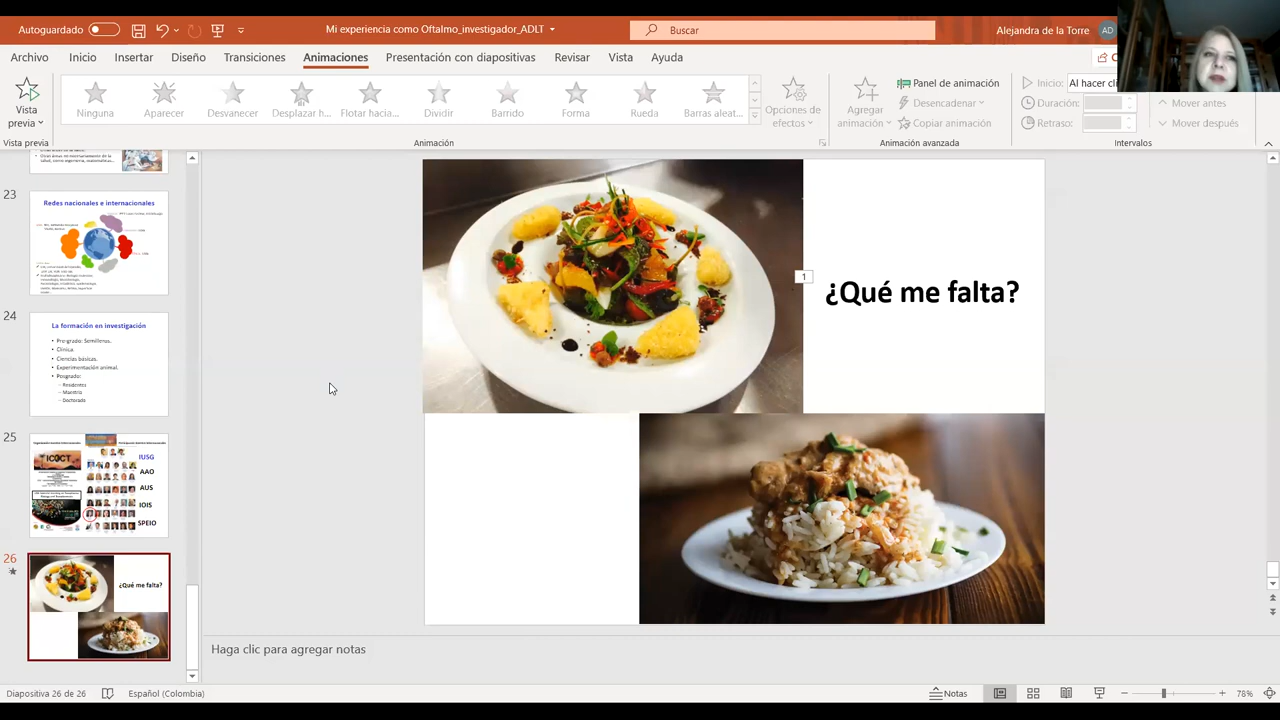 Autoguardado
Mi experiencia como Oftalmo_investigador_ADLT
Buscar
Alejandra de la Torre
AD
Archivo
Inicio
Insertar
Diseño
Transiciones
Animaciones
Presentación con diapositivas
Revisar
Vista
Ayuda
Vista previa
Ninguna
Aparecer
Desvanecer
Desplazar h...
Flotar hacia...
Dividir
Barrido
Forma
Rueda
Barras aleat...
Opciones de efectos
Agregar animación
Panel de animación
Desencadenar
Copiar animación
Inicio:
Al hacer cli
Duración:
Retraso:
Mover antes
Mover después
Vista previa
Animación
Animación avanzada
Intervalos
23
Redes nacionales e internacionales
24
La formación en investigación
Pre-grado: Semilleros.
Clínica.
Ciencias básicas.
Experimentación animal.
Posgrado:
Residentes
Maestría
Doctorado
25
IUSG
AAO
AUS
IOIS
SPEIO
26
¿Qué me falta?
1
¿Qué me falta?
Haga clic para agregar notas
Diapositiva 26 de 26
Español (Colombia)
Notas
78%